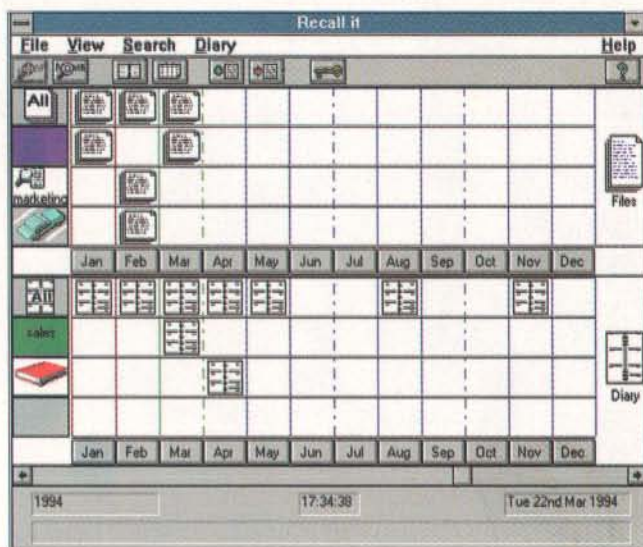 Recall it
File View Search Diary Help
All
marketing
Files
Jan Feb Mar Apr May Jun Jul Aug Sep Oct Nov Dec
All
sales
Diary
Jan Feb Mar Apr May Jun Jul Aug Sep Oct Nov Dec
1994 17:34:38 Tue 22nd Mar 1994